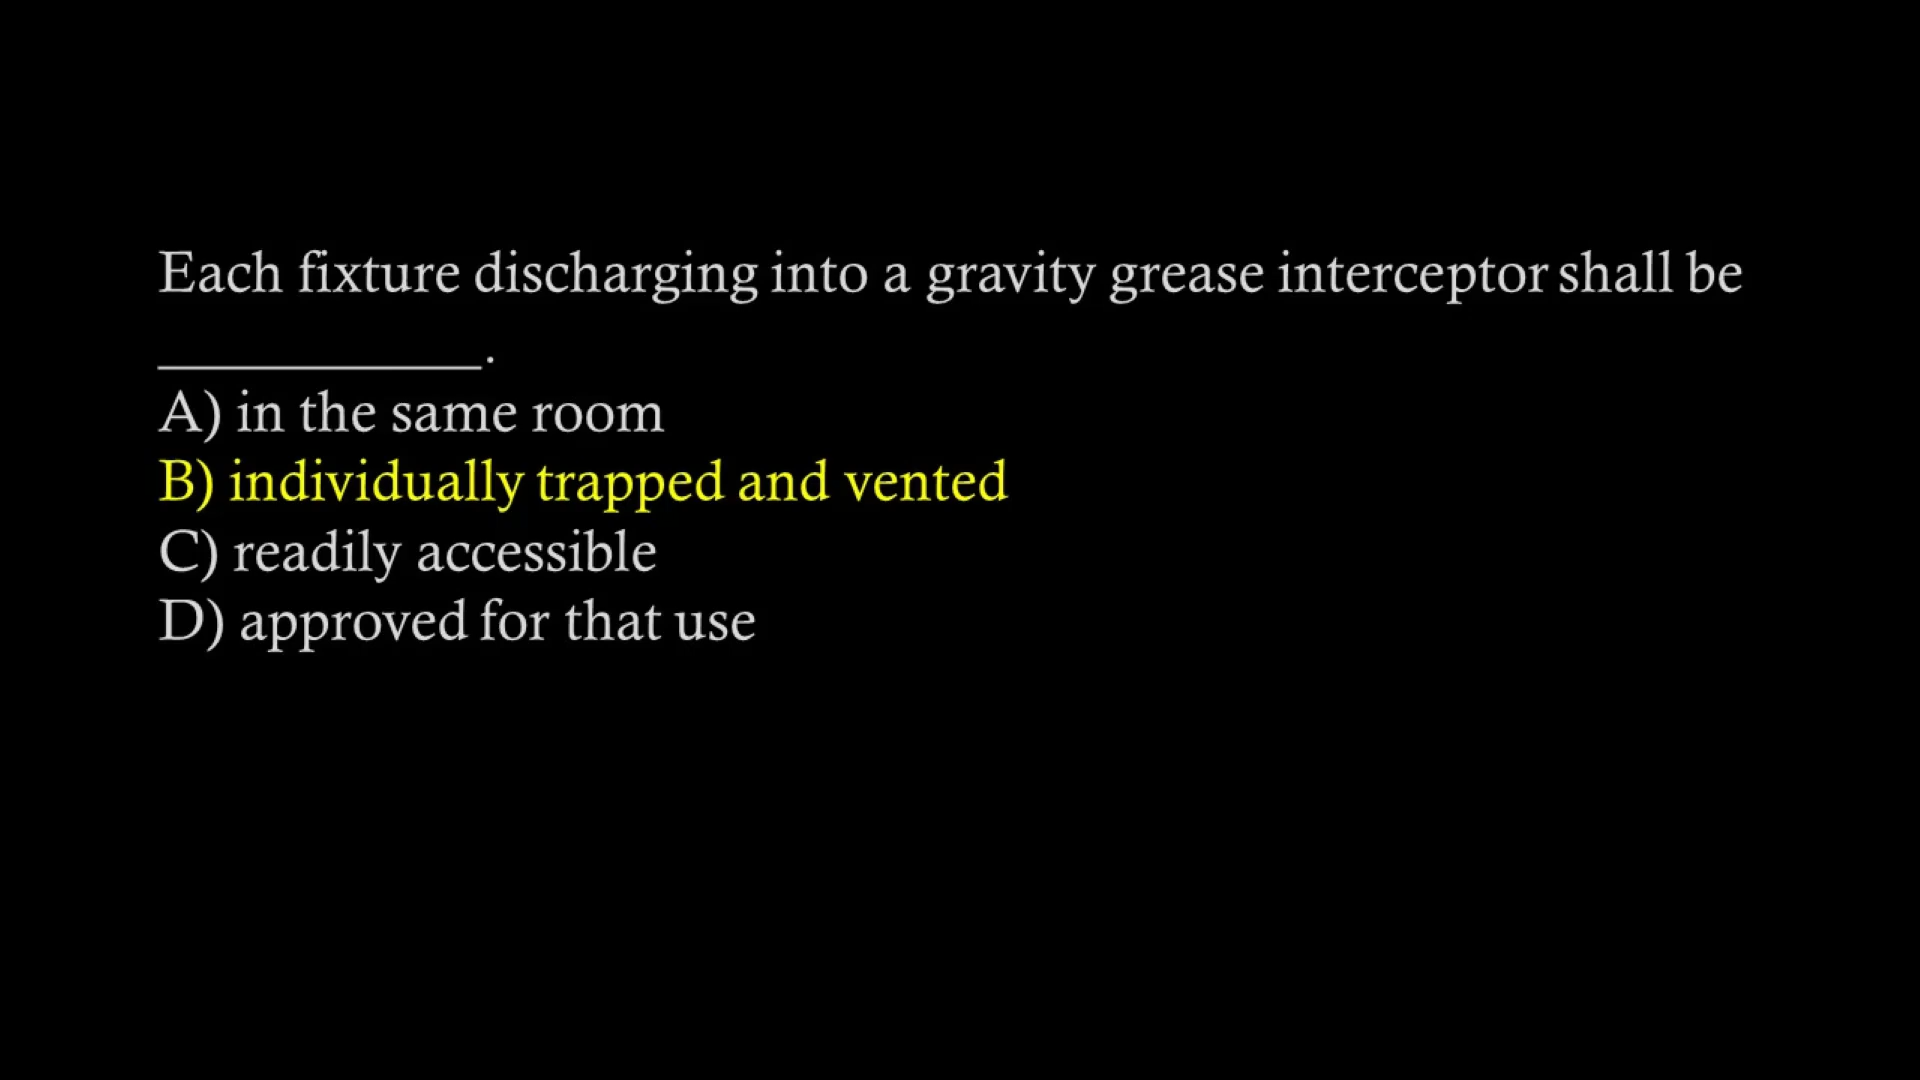 Each fixture discharging into a gravity grease interceptor shall be
____________.
A) in the same room
B) individually trapped and vented
C) readily accessible
D) approved for that use